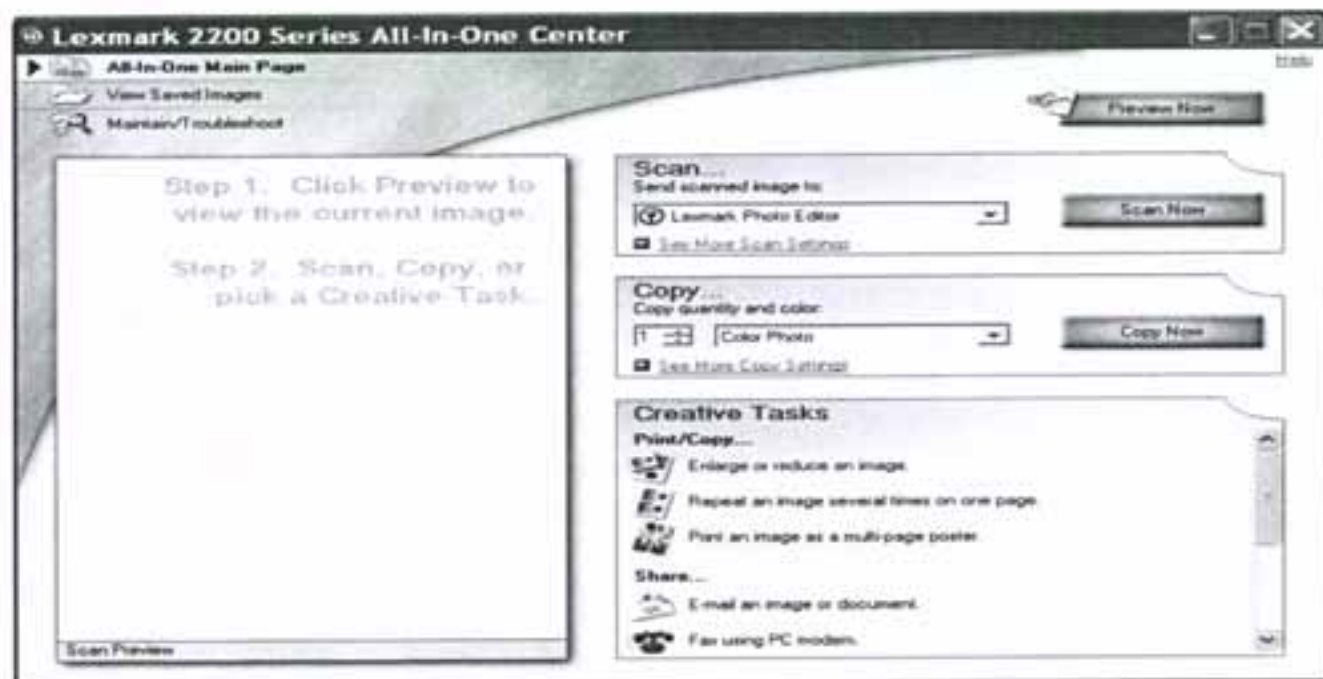 Lexmark 2200 Series All-In-One Center
All-In-One Main Page
View Saved Images
Maintain/Troubleshoot
Help
Preview Now
Step 1. Click Preview to
view the current image.
Step 2. Scan, Copy, or
pick a Creative Task.
Scan Preview
Scan...
Send scanned image to:
Lexmark Photo Editor
Scan Now
See More Scan Settings
Copy...
Copy quantity and color:
1 Color Photo
Copy Now
See More Copy Settings
Creative Tasks
Print/Copy...
Enlarge or reduce an image.
Repeat an image several times on one page.
Print an image as a multi-page poster.
Share...
E-mail an image or document.
Fax using PC modem.